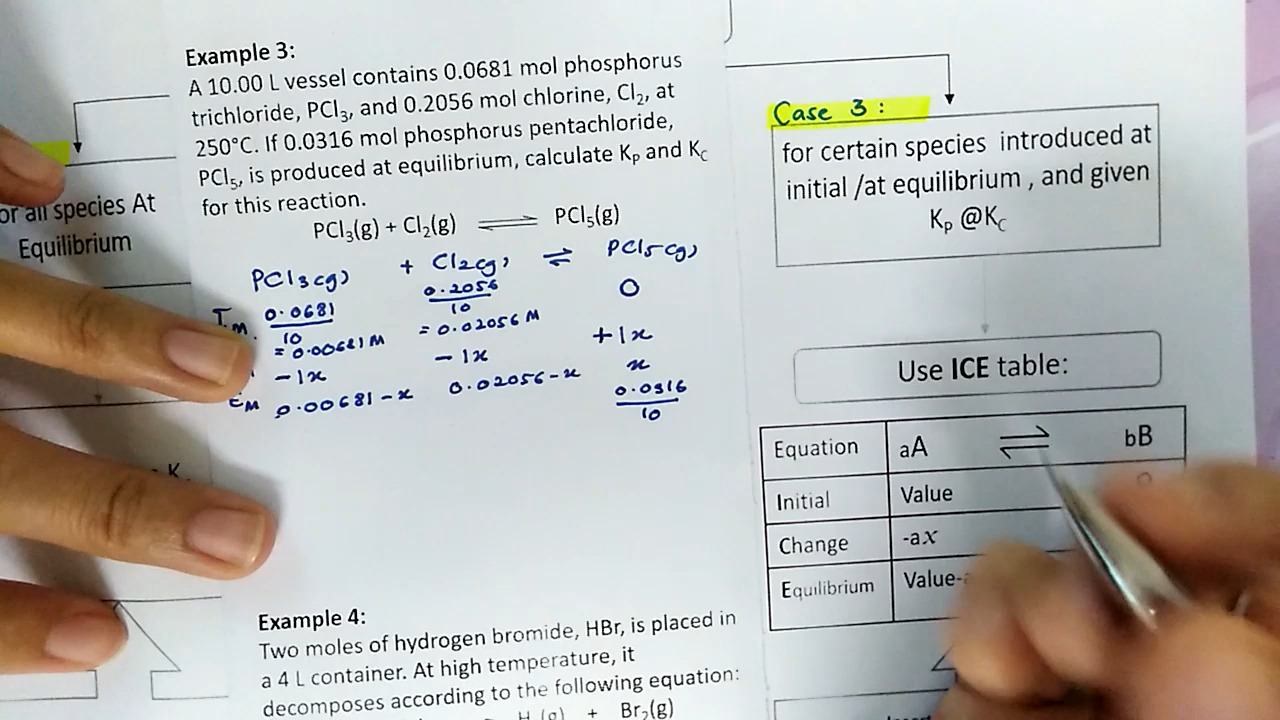 Example 3:
A 10.00 L vessel contains 0.0681 mol phosphorus
trichloride, PCl₃, and 0.2056 mol chlorine, Cl₂, at
250°C. If 0.0316 mol phosphorus pentachloride,
PCl₅, is produced at equilibrium, calculate Kₚ and K_C
for this reaction.
PCl₃(g) + Cl₂(g) ⇌ PCl₅(g)
PCl₃(g) + Cl₂(g) ⇌ PCl₅(g)
I_M. 0.0681/10 0.2056/10 0
= 0.00681M = 0.02056 M
-1x -1x +1x
E_M 0.00681-x 0.02056-x x
0.0316/10
Example 4:
Two moles of hydrogen bromide, HBr, is placed in
a 4 L container. At high temperature, it
decomposes according to the following equation:
H (g) + Br₂(g)
or all species At
Equilibrium
K
Case 3:
for certain species introduced at
initial /at equilibrium , and given
Kₚ @K_C
Use ICE table:
Equation aA ⇌ bB
Initial Value
Change -ax
Equilibrium Value-